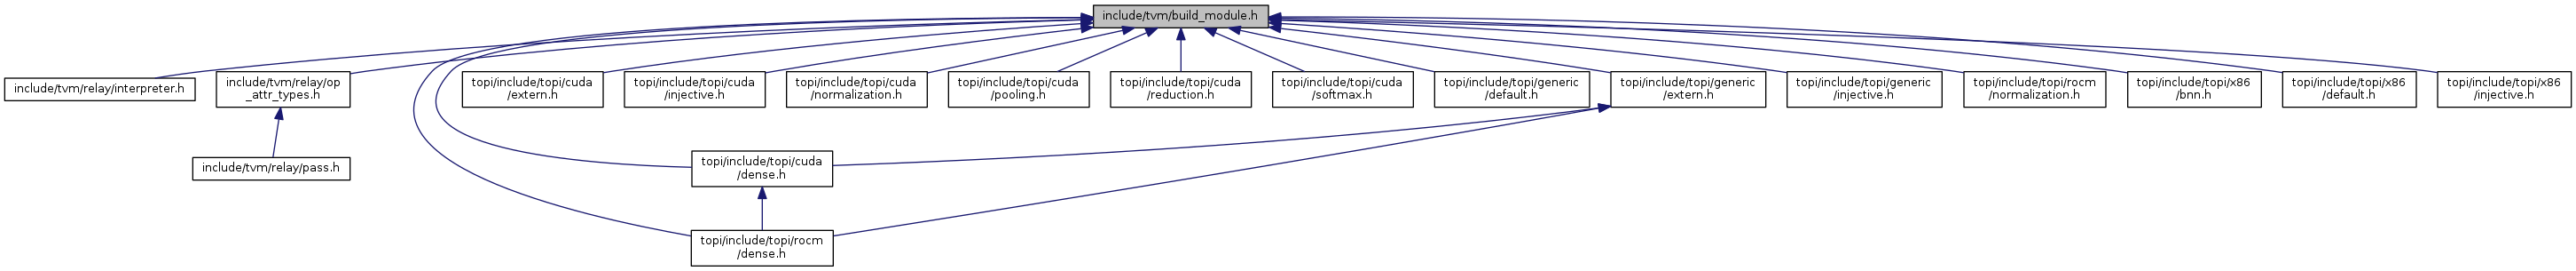 include/tvm/build_module.h
include/tvm/relay/interpreter.h
include/tvm/relay/op
_attr_types.h
topi/include/topi/cuda
/extern.h
topi/include/topi/cuda
/injective.h
topi/include/topi/cuda
/normalization.h
topi/include/topi/cuda
/pooling.h
topi/include/topi/cuda
/reduction.h
topi/include/topi/cuda
/softmax.h
topi/include/topi/generic
/default.h
topi/include/topi/generic
/extern.h
topi/include/topi/generic
/injective.h
topi/include/topi/rocm
/normalization.h
topi/include/topi/x86
/bnn.h
topi/include/topi/x86
/default.h
topi/include/topi/x86
/injective.h
include/tvm/relay/pass.h
topi/include/topi/cuda
/dense.h
topi/include/topi/rocm
/dense.h